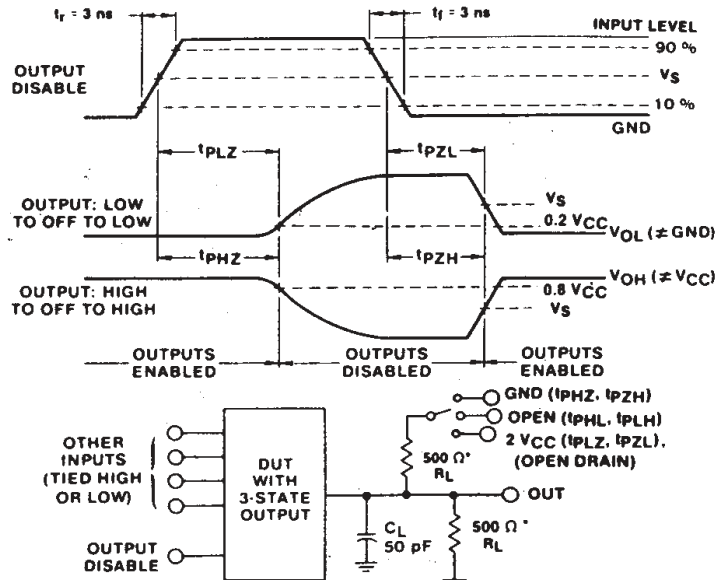 tr = 3 ns
tf = 3 ns
INPUT LEVEL
90 %
OUTPUT
DISABLE
VS
10 %
GND
tPLZ
tPZL
OUTPUT: LOW
TO OFF TO LOW
VS
0.2 VCC
VOL (≠ GND)
tPHZ
tPZH
VOH (≠ VCC)
OUTPUT: HIGH
TO OFF TO HIGH
0.8 VCC
VS
OUTPUTS
ENABLED
OUTPUTS
DISABLED
OUTPUTS
ENABLED
GND (tPHZ, tPZH)
OPEN (tPHL, tPLH)
2 VCC (tPLZ, tPZL),
(OPEN DRAIN)
OTHER
INPUTS
(TIED HIGH
OR LOW)
DUT
WITH
3-STATE
OUTPUT
500 Ω*
RL
OUT
CL
50 pF
500 Ω*
RL
OUTPUT
DISABLE